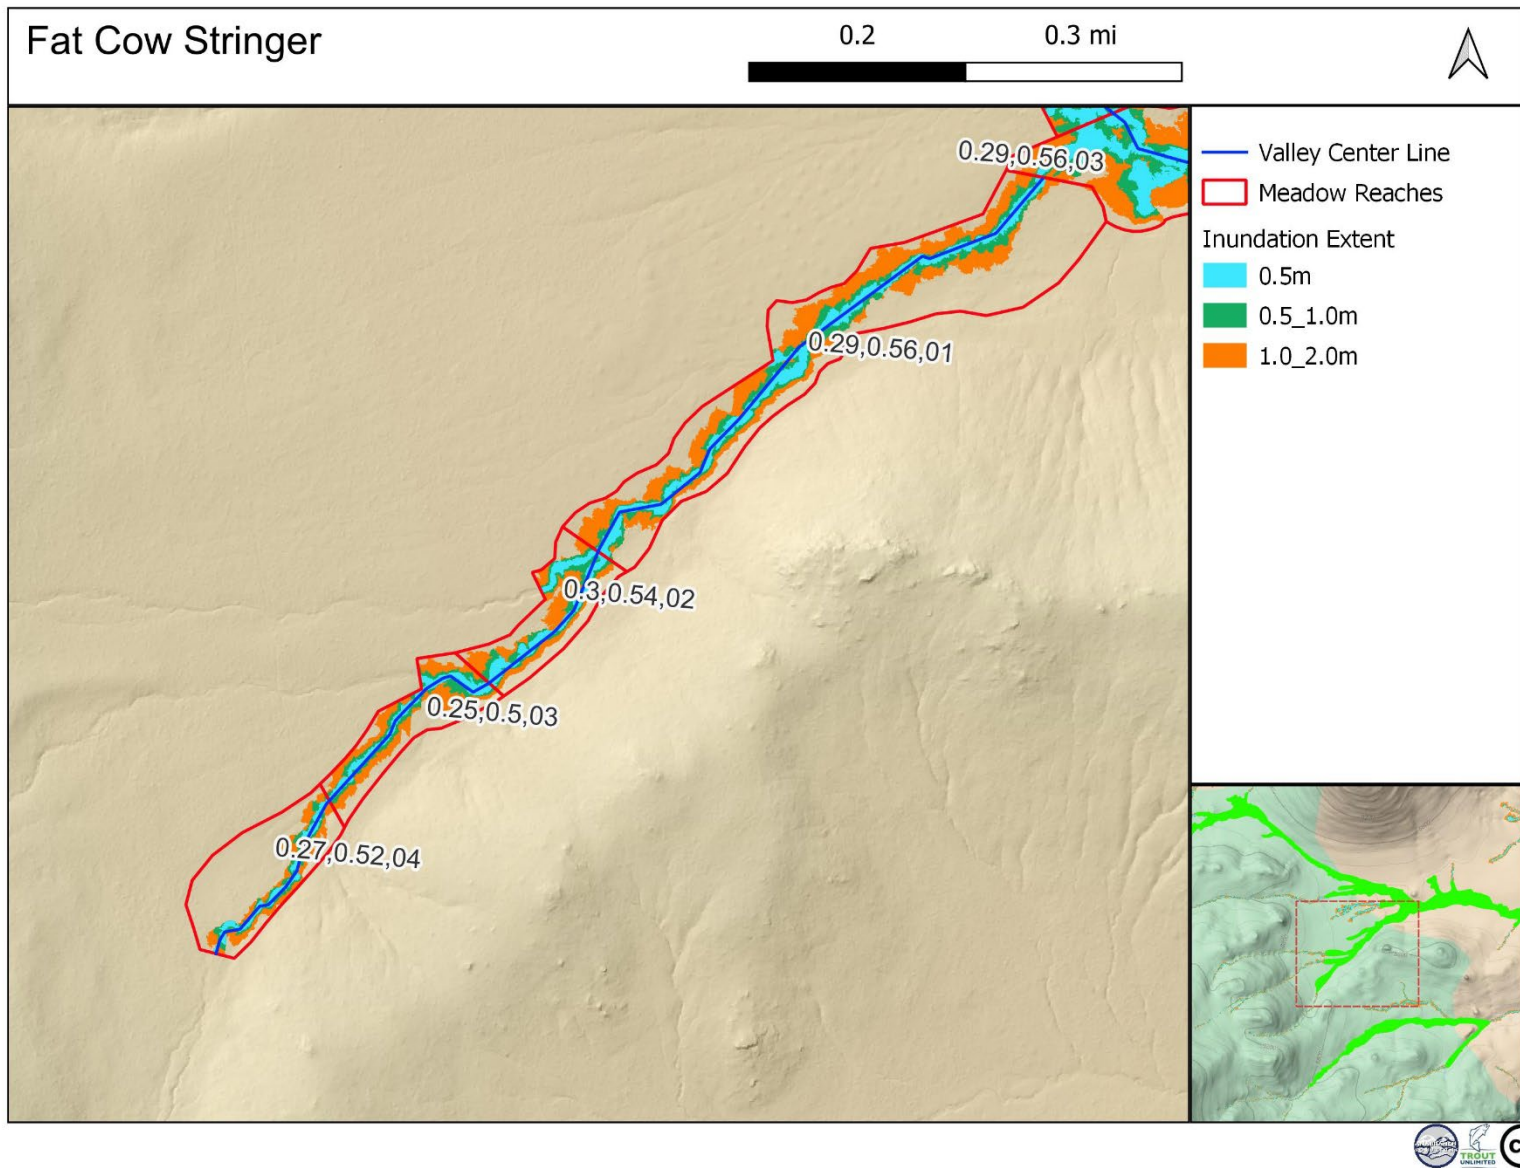 Fat Cow Stringer
0.2 0.3 mi
Valley Center Line
Meadow Reaches
Inundation Extent
0.5m
0.5_1.0m
1.0_2.0m
0.29,0.56,03
0.29,0.56,01
0.3,0.54,02
0.25,0.5,03
0.27,0.52,04
TROUT
UNLIMITED